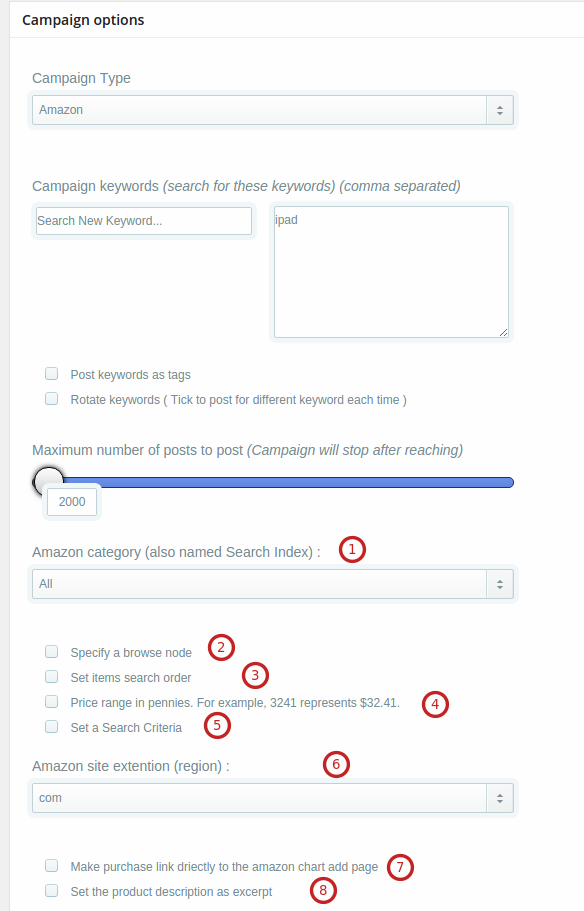 Campaign options
Campaign Type
Amazon
Campaign keywords (search for these keywords) (comma separated)
Search New Keyword...
ipad
Post keywords as tags
Rotate keywords ( Tick to post for different keyword each time )
Maximum number of posts to post (Campaign will stop after reaching)
2000
Amazon category (also named Search Index) : 1
All
Specify a browse node 2
Set items search order 3
Price range in pennies. For example, 3241 represents $32.41. 4
Set a Search Criteria 5
Amazon site extention (region) : 6
com
Make purchase link driectly to the amazon chart add page 7
Set the product description as excerpt 8